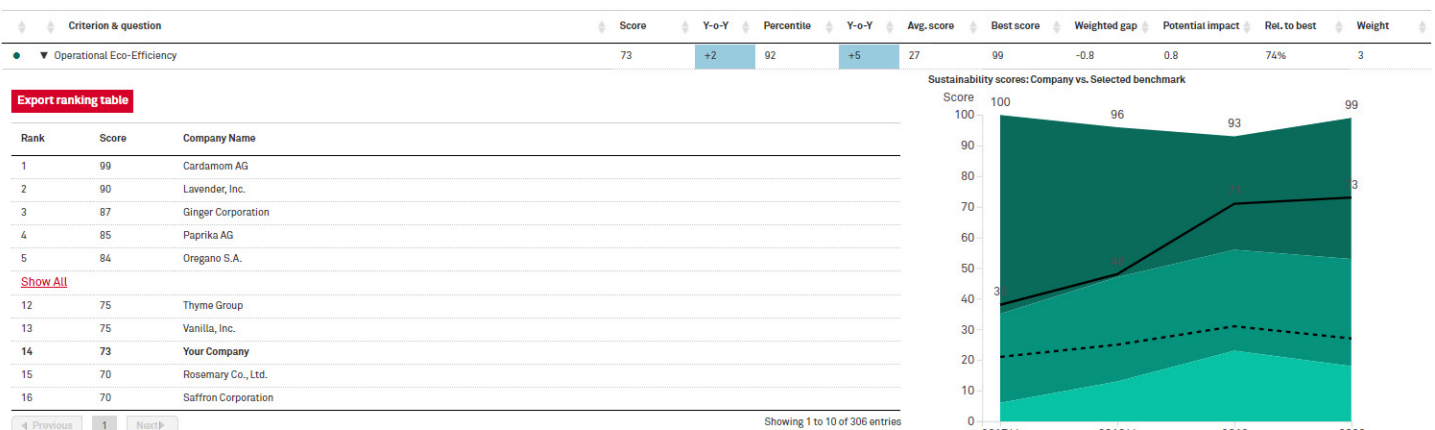 Criterion & question Score Y-o-Y Percentile Y-o-Y Avg. score Best score Weighted gap Potential impact Rel. to best Weight
▼ Operational Eco-Efficiency 73 +2 92 +5 27 99 -0.8 0.8 74% 3
Export ranking table
Rank Score Company Name
1 99 Cardamom AG
2 90 Lavender, Inc.
3 87 Ginger Corporation
4 85 Paprika AG
5 84 Oregano S.A.
Show All
12 75 Thyme Group
13 75 Vanilla, Inc.
14 73 Your Company
15 70 Rosemary Co., Ltd.
16 70 Saffron Corporation
Previous 1 Next
Showing 1 to 10 of 306 entries
Sustainability scores: Company vs. Selected benchmark
Score
100 96 93 99
100
90
80
70
60
50
40
30
20
10
0
71